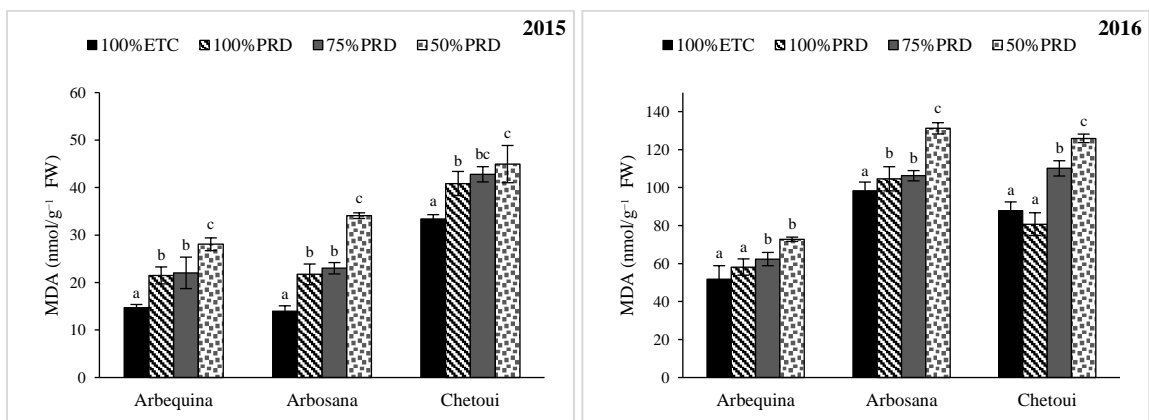 2015
100%ETC 100%PRD 75%PRD 50%PRD
MDA (nmol/g⁻¹ FW)
60
50
40
30
20
10
0
a b b c
a b b c
a b bc c
Arbequina Arbosana Chetoui
2016
100%ETC 100%PRD 75%PRD 50%PRD
MDA (nmol/g⁻¹ FW)
140
120
100
80
60
40
20
0
a a b b
a b b c
a a b c
Arbequina Arbosana Chetoui